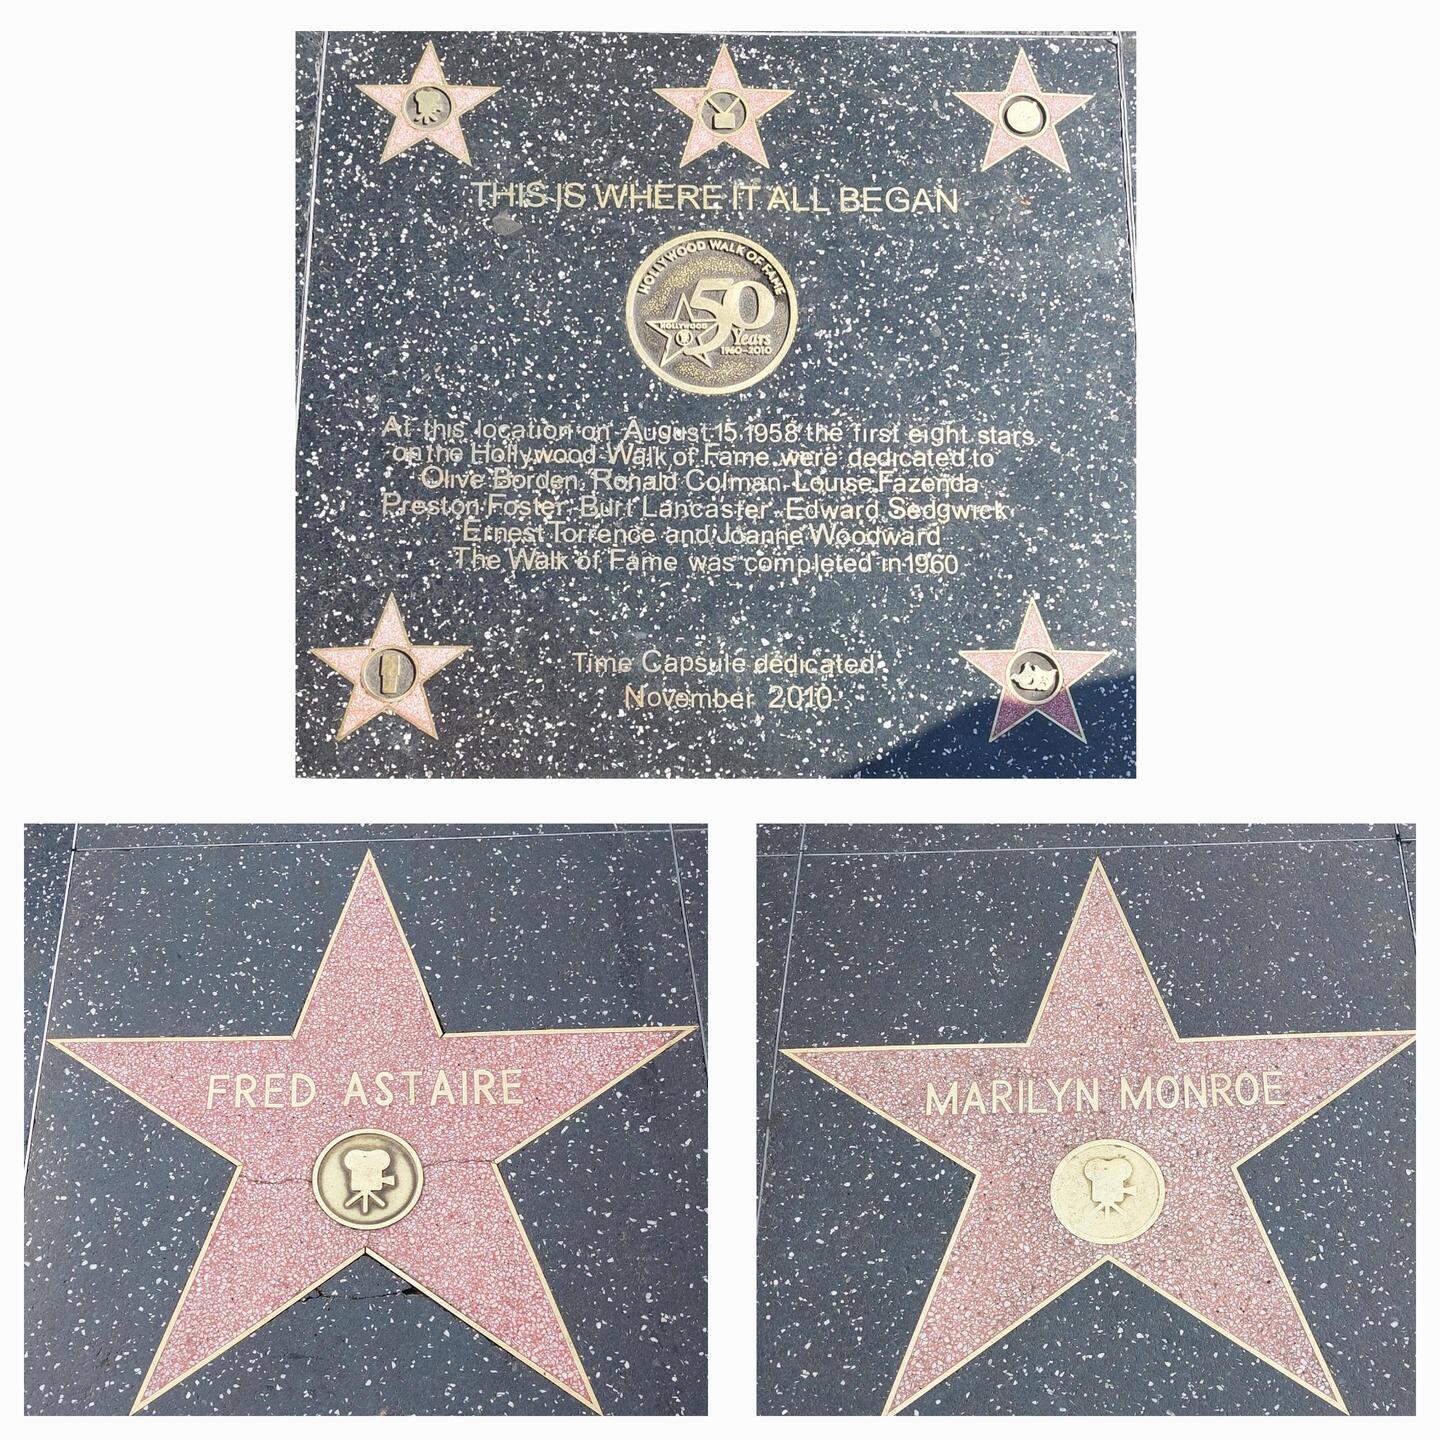 THIS IS WHERE IT ALL BEGAN
HOLLYWOOD WALK OF FAME
50
HOLLYWOOD
Years
1960-2010
At this location on August 15 1958 the first eight stars
on the Hollywood Walk of Fame were dedicated to
Olive Borden, Ronald Colman, Louise Fazenda,
Preston Foster, Burt Lancaster, Edward Sedgwick,
Ernest Torrence and Joanne Woodward
The Walk of Fame was completed in 1960
Time Capsule dedicated
November 2010
FRED ASTAIRE
MARILYN MONROE